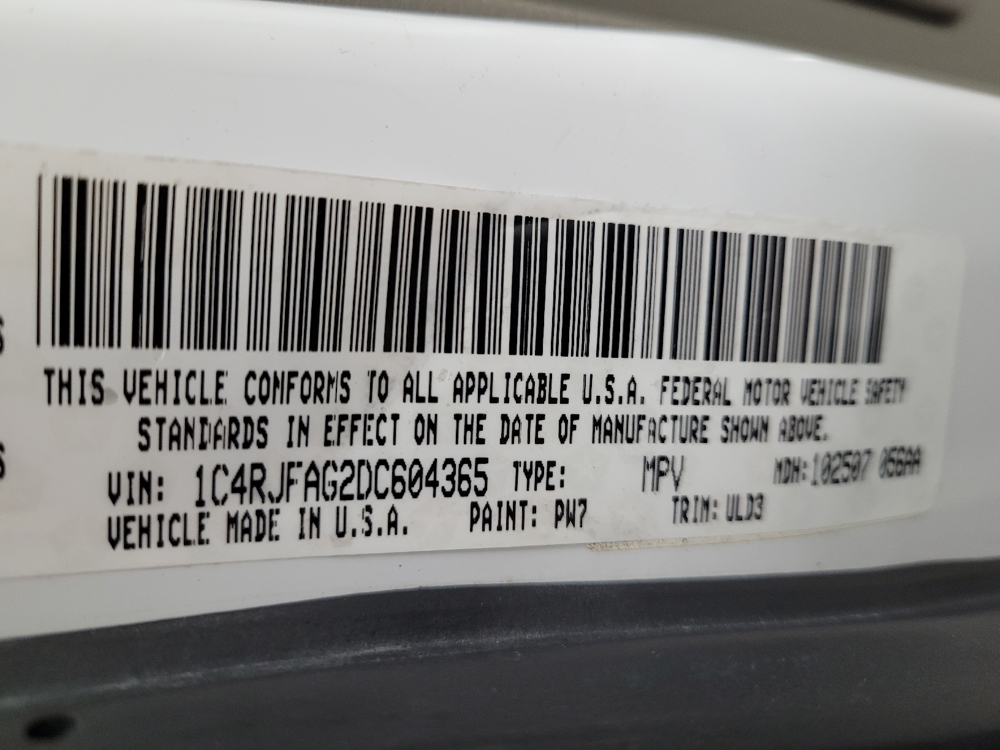 THIS VEHICLE CONFORMS TO ALL APPLICABLE U.S.A. FEDERAL MOTOR VEHICLE SAFETY
STANDARDS IN EFFECT ON THE DATE OF MANUFACTURE SHOWN ABOVE.
VIN: 1C4RJFAG2DC604365 TYPE: MPV MDH: 102507 056AA
VEHICLE MADE IN U.S.A. PAINT: PW7 TRIM: ULD3